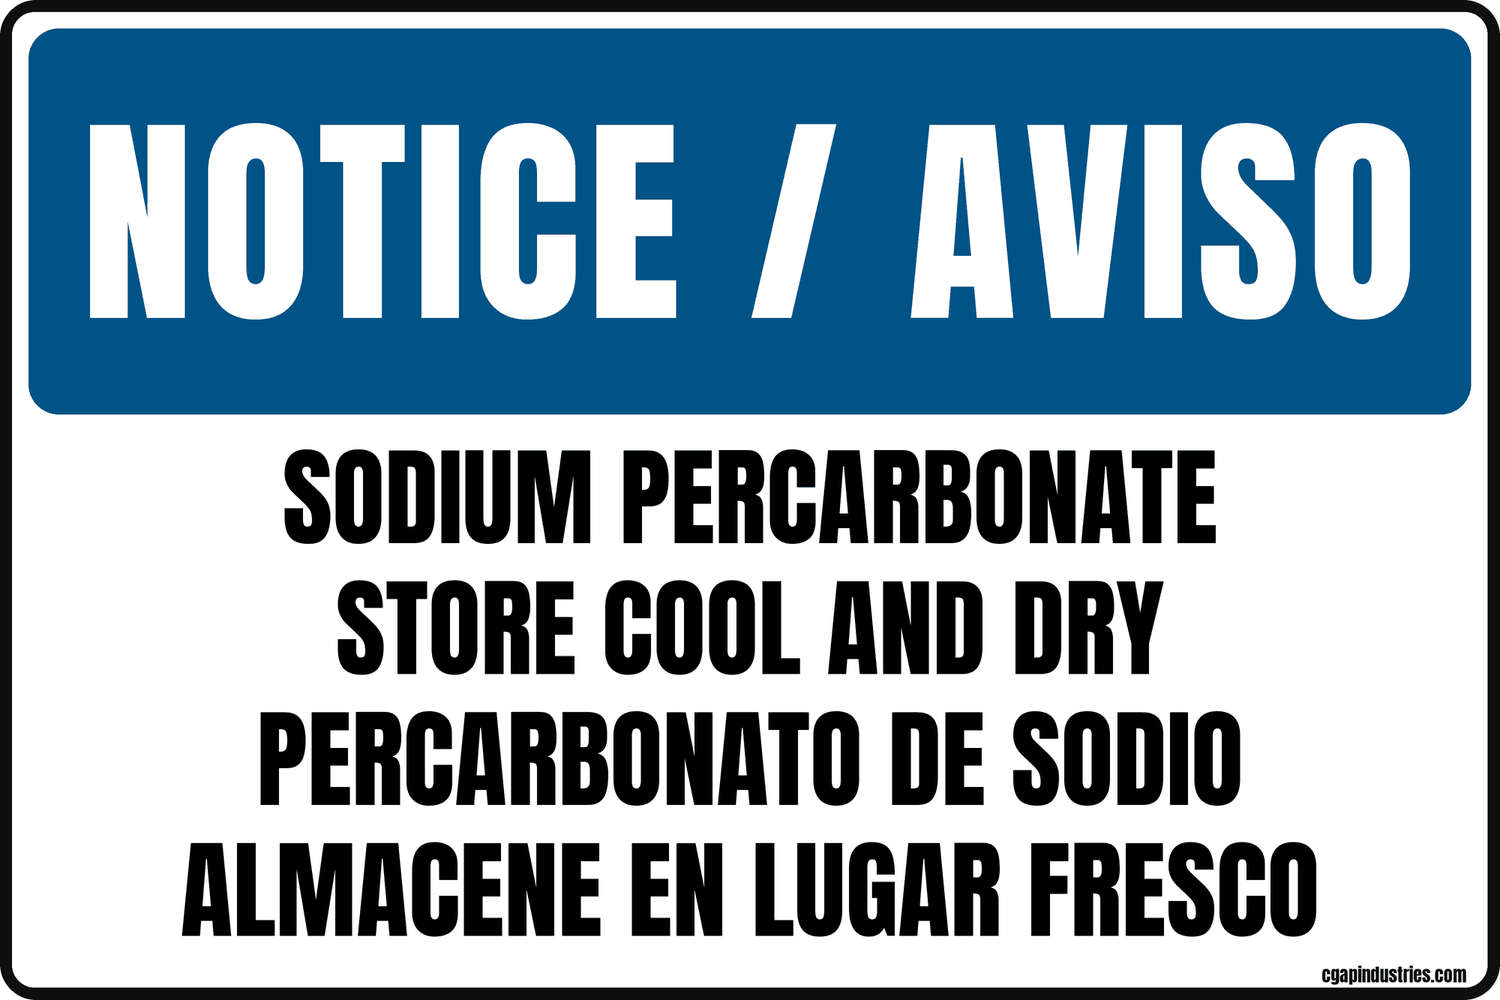 NOTICE / AVISO
SODIUM PERCARBONATE
STORE COOL AND DRY
PERCARBONATO DE SODIO
ALMACENE EN LUGAR FRESCO
cgapindustries.com